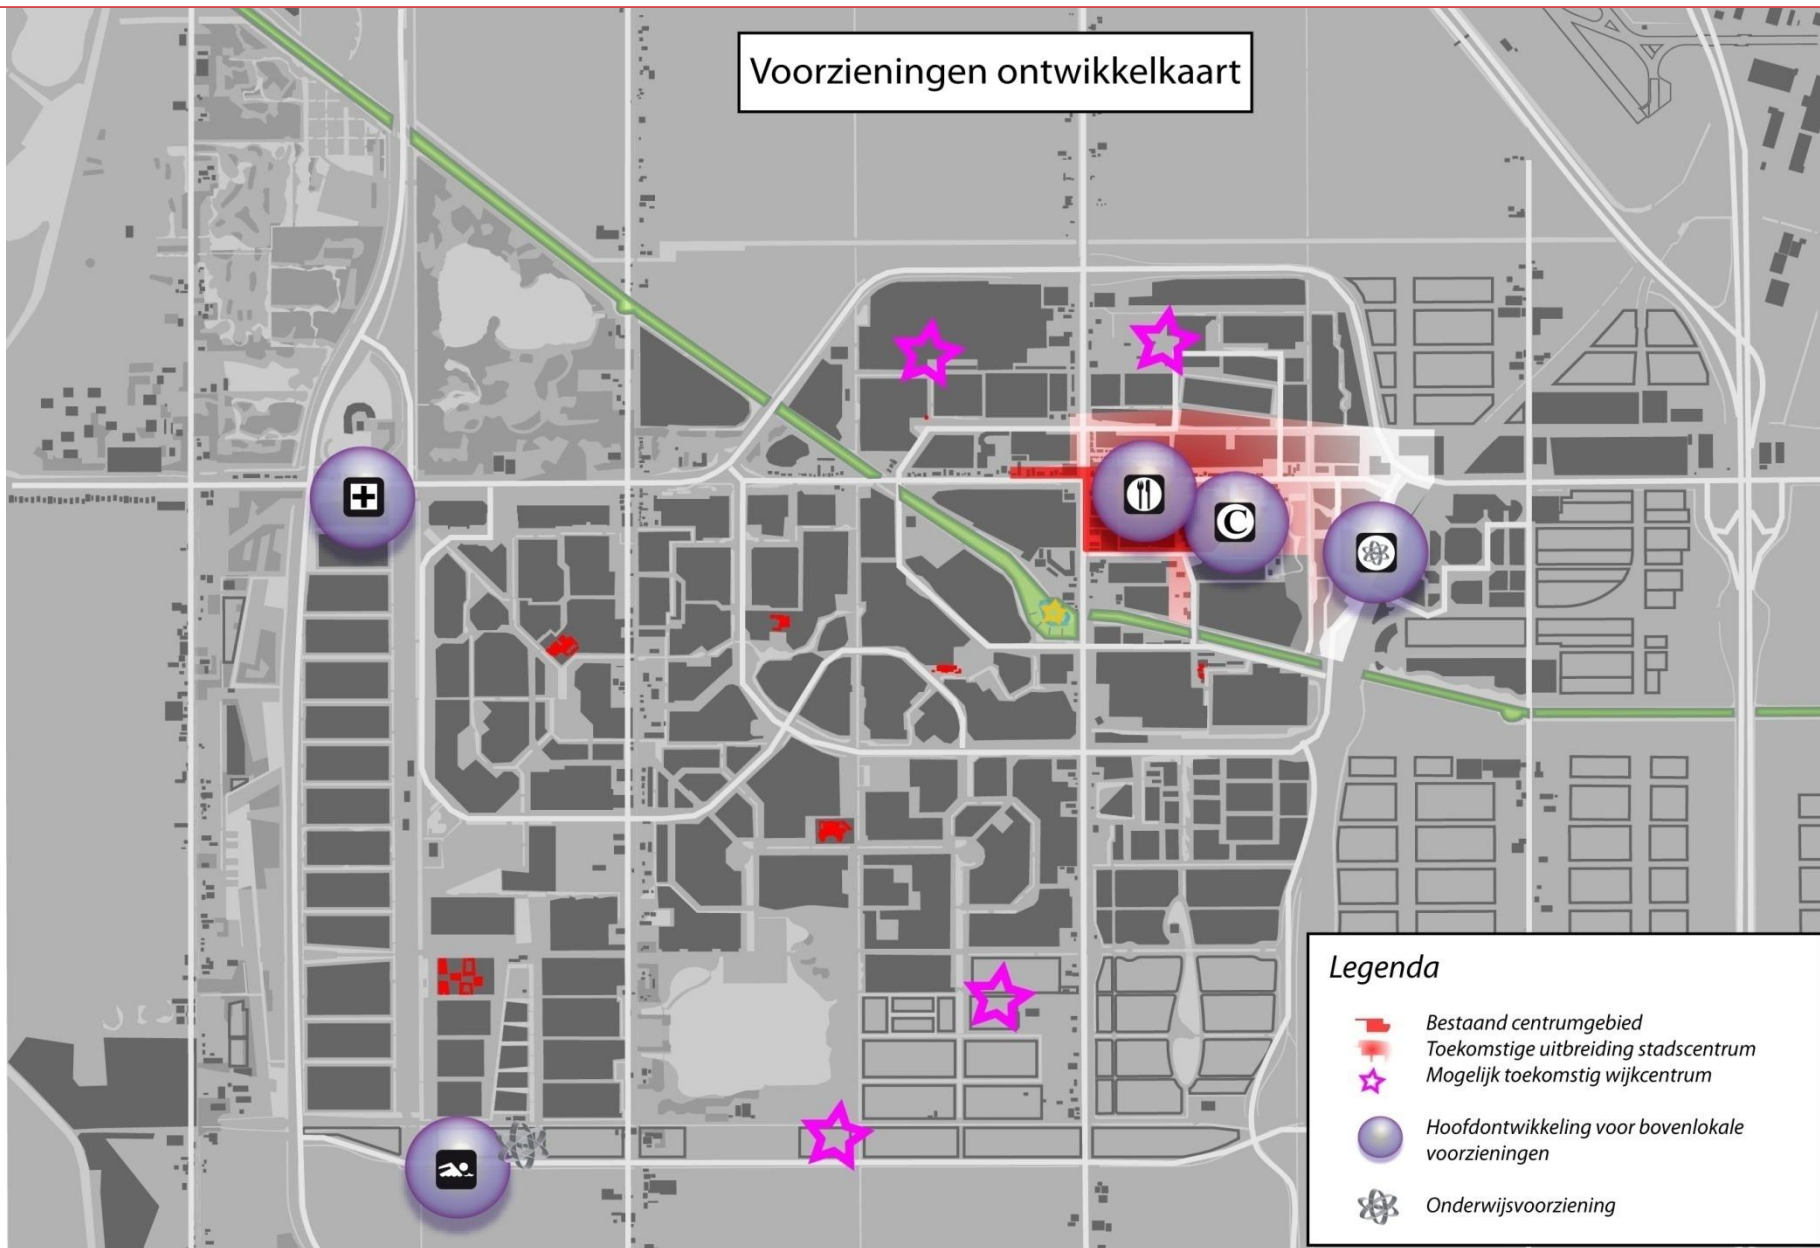 Voorzieningen ontwikkelkaart
C
Legenda
Bestaand centrumgebied
Toekomstige uitbreiding stadscentrum
Mogelijk toekomstig wijkcentrum
Hoofdontwikkeling voor bovenlokale
voorzieningen
Onderwijsvoorziening